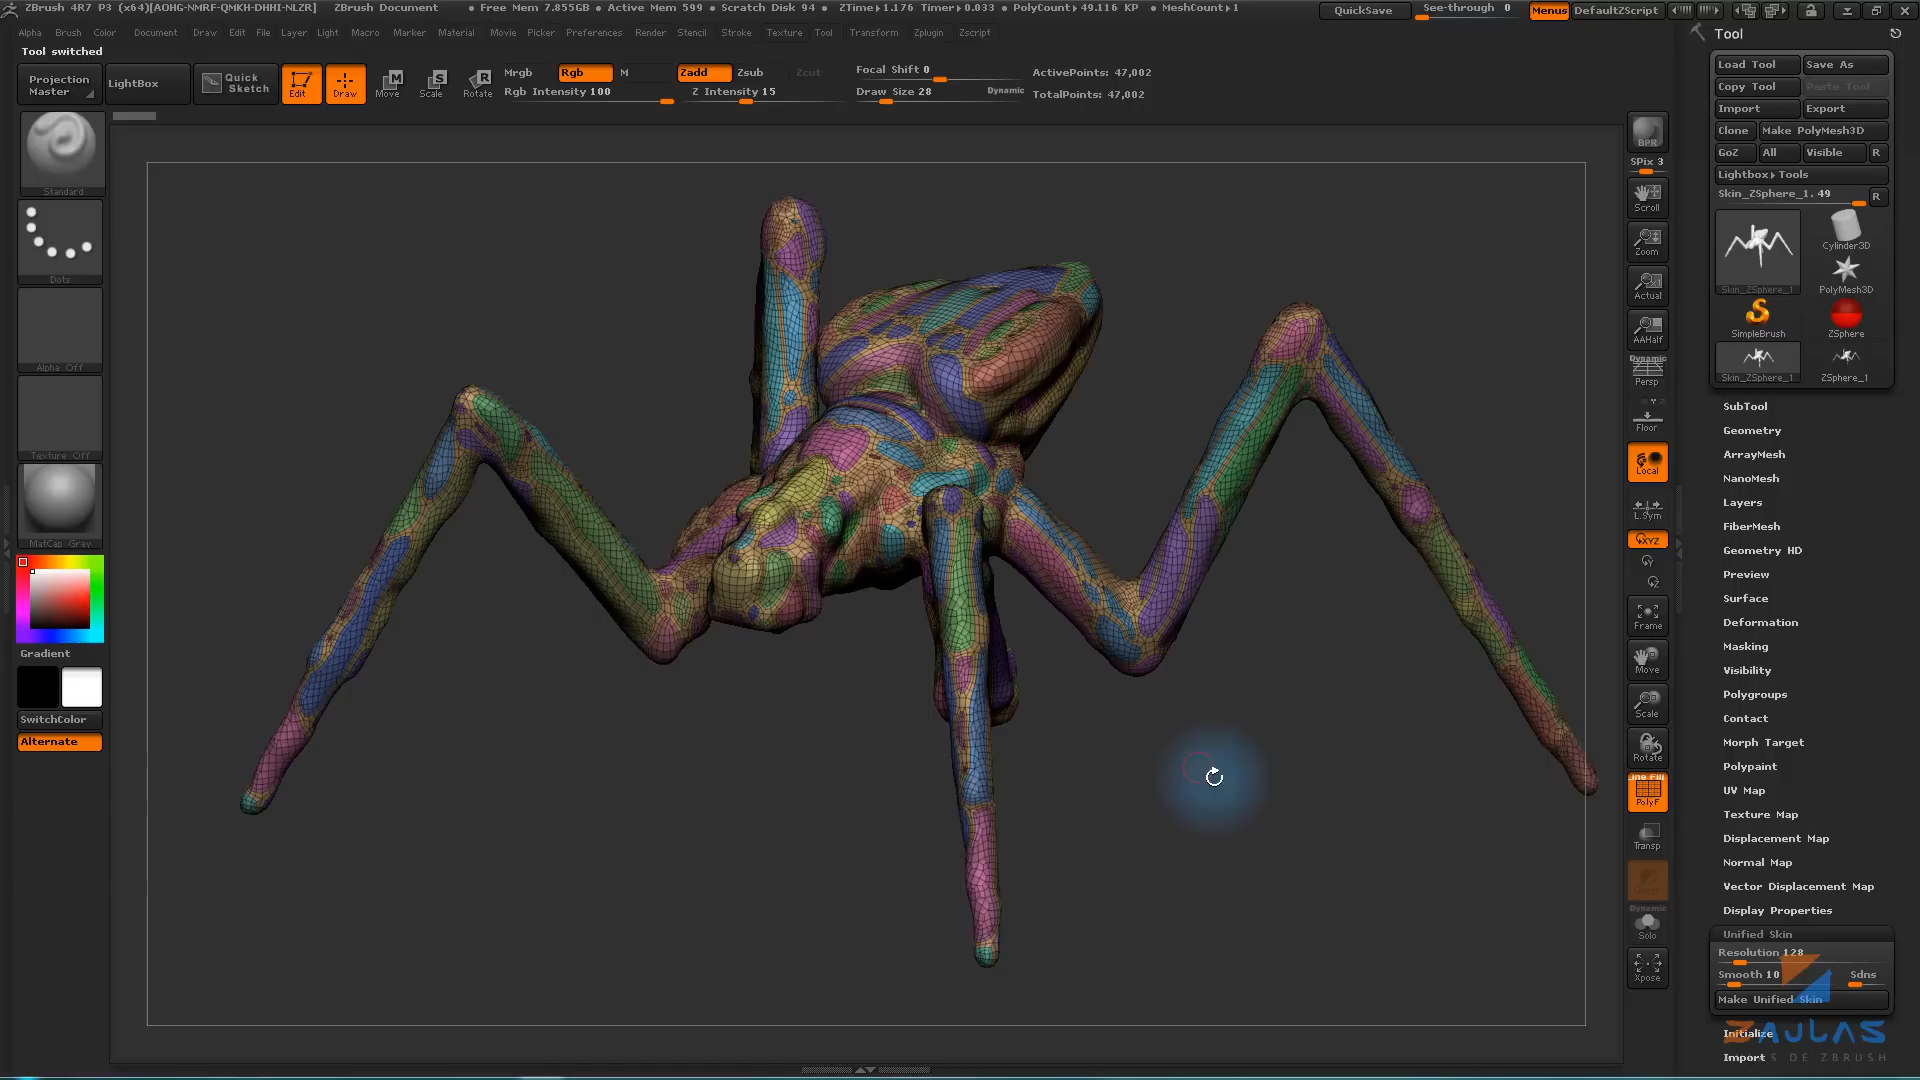 ZBrush 4R7 P3 (x64)[AOHG-NMRF-QMKH-DHHI-NLZR] ZBrush Document • Free Mem 7.855GB • Active Mem 599 • Scratch Disk 94 • ZTime▸1.176 Timer▸0.033 • PolyCount▸49.116 KP • MeshCount▸1 QuickSave See-through 0 Menus DefaultZScript
Alpha Brush Color Document Draw Edit File Layer Light Macro Marker Material Movie Picker Preferences Render Stencil Stroke Texture Tool Transform Zplugin Zscript
Tool switched
Projection Master
LightBox
Quick Sketch
Edit
Draw
Move
Scale
Rotate
Mrgb Rgb M
Rgb Intensity 100
Zadd Zsub Zcut
Z Intensity 15
Focal Shift 0
Draw Size 28
Dynamic
ActivePoints: 47,002
TotalPoints: 47,002
Standard
Dots
Alpha Off
Texture Off
MatCap Gray
Gradient
SwitchColor
Alternate
BPR
SPix 3
Scroll
Zoom
Actual
AAHalf
Dynamic
Persp
Floor
Local
L.Sym
XYZ
Frame
Move
Scale
Rotate
Line Fill
PolyF
Transp
Dynamic
Solo
Xpose
Tool
Load Tool Save As
Copy Tool Paste Tool
Import Export
Clone Make PolyMesh3D
GoZ All Visible R
Lightbox▸Tools
Skin_ZSphere_1. 49 R
Skin_ZSphere_1
Cylinder3D
PolyMesh3D
SimpleBrush
ZSphere
Skin_ZSphere_1
ZSphere_1
SubTool
Geometry
ArrayMesh
NanoMesh
Layers
FiberMesh
Geometry HD
Preview
Surface
Deformation
Masking
Visibility
Polygroups
Contact
Morph Target
Polypaint
UV Map
Texture Map
Displacement Map
Normal Map
Vector Displacement Map
Display Properties
Unified Skin
Resolution 128
Smooth 10 Sdns
Make Unified Skin
Initialize
ZAULAS
Import
S DE ZBRUSH